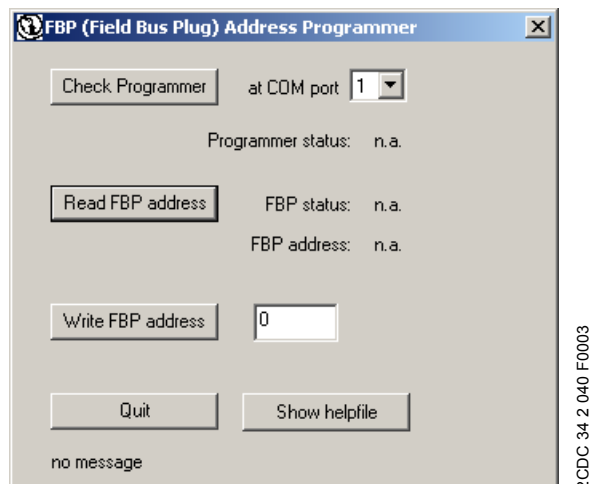 FBP (Field Bus Plug) Address Programmer
Check Programmer at COM port 1
Programmer status: n.a.
Read FBP address FBP status: n.a.
FBP address: n.a.
Write FBP address 0
Quit Show helpfile
no message
2CDC 34 2 040 F0003